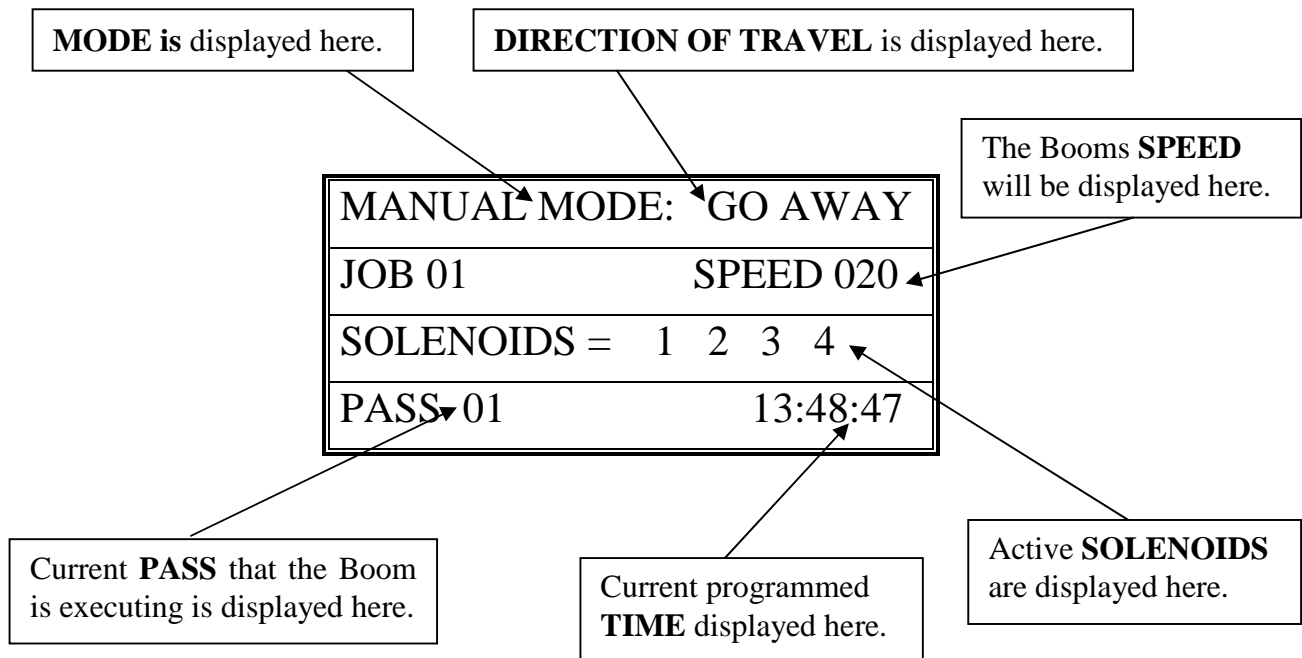 MODE is displayed here.
DIRECTION OF TRAVEL is displayed here.
The Booms SPEED
will be displayed here.
MANUAL MODE: GO AWAY
JOB 01 SPEED 020
SOLENOIDS = 1 2 3 4
PASS 01 13:48:47
Current PASS that the Boom
is executing is displayed here.
Current programmed
TIME displayed here.
Active SOLENOIDS
are displayed here.